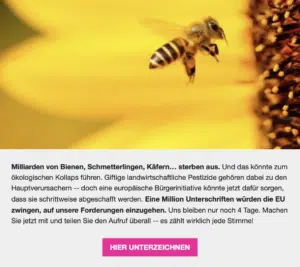 Milliarden von Bienen, Schmetterlingen, Käfern… sterben aus. Und das könnte zum
ökologischen Kollaps führen. Giftige landwirtschaftliche Pestizide gehören dabei zu den
Hauptverursachern -- doch eine europäische Bürgerinitiative könnte jetzt dafür sorgen,
dass sie schrittweise abgeschafft werden. Eine Million Unterschriften würden die EU
zwingen, auf unsere Forderungen einzugehen. Uns bleiben nur noch 4 Tage. Machen
Sie jetzt mit und teilen Sie den Aufruf überall -- es zählt wirklich jede Stimme!
HIER UNTERZEICHNEN